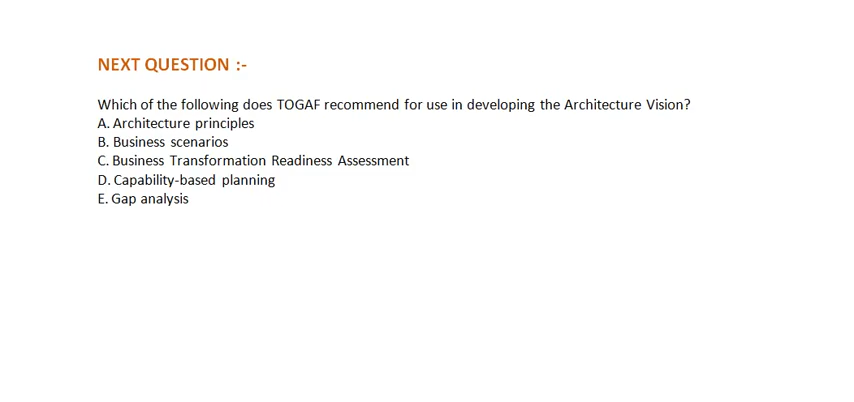 NEXT QUESTION :-
Which of the following does TOGAF recommend for use in developing the Architecture Vision?
A. Architecture principles
B. Business scenarios
C. Business Transformation Readiness Assessment
D. Capability-based planning
E. Gap analysis